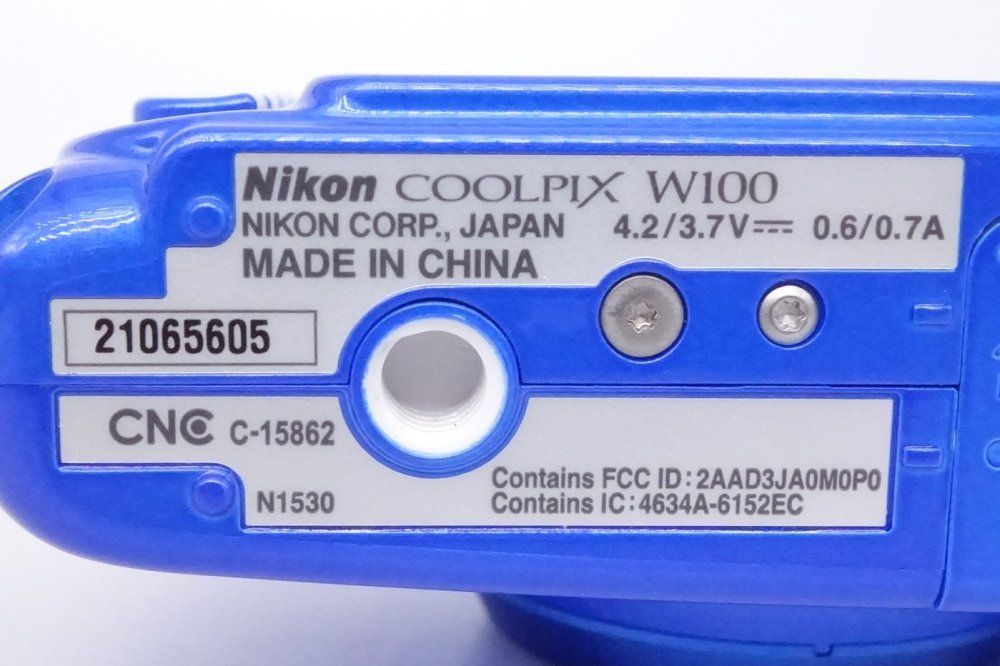 Nikon COOLPIX W100
NIKON CORP., JAPAN 4.2/3.7V⎓ 0.6/0.7A
MADE IN CHINA
21065605
CNC C-15862
N1530
Contains FCC ID:2AAD3JA0M0P0
Contains IC:4634A-6152EC